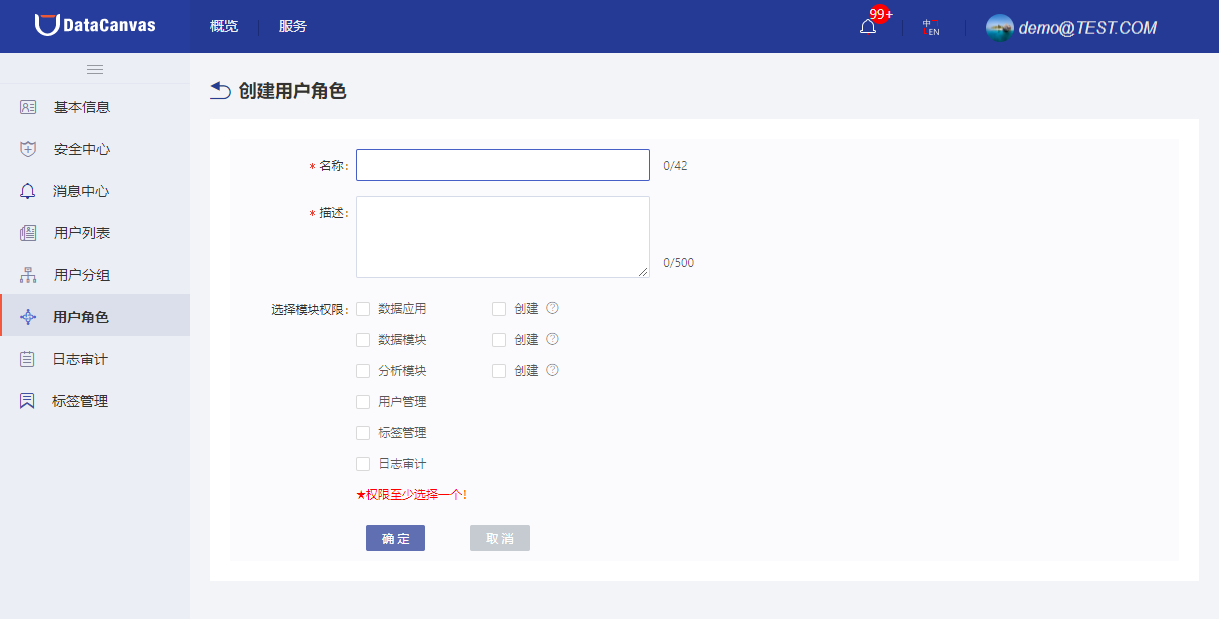 DataCanvas
概览
服务
99+
中
EN
demo@TEST.COM
基本信息
安全中心
消息中心
用户列表
用户分组
用户角色
日志审计
标签管理
创建用户角色
* 名称: 0/42
* 描述: 0/500
选择模块权限: 数据应用 创建 ?
数据模块 创建 ?
分析模块 创建 ?
用户管理
标签管理
日志审计
★权限至少选择一个!
确 定 取 消